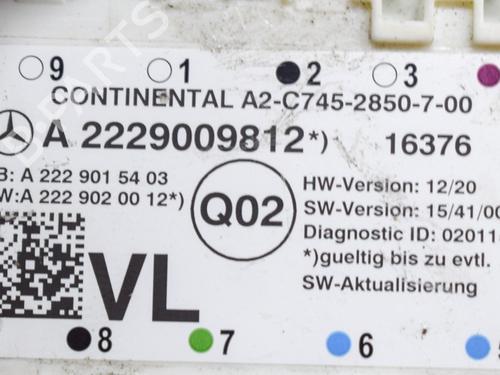 9 1 2 3
CONTINENTAL A2-C745-2850-7-00
A 2229009812*) 16376
B: A 222 901 54 03
W:A 222 902 00 12*)
Q02
HW-Version: 12/20
SW-Version: 15/41/00
Diagnostic ID: 02011
*)gueltig bis zu evtl.
SW-Aktualisierung
VL
8 7 6